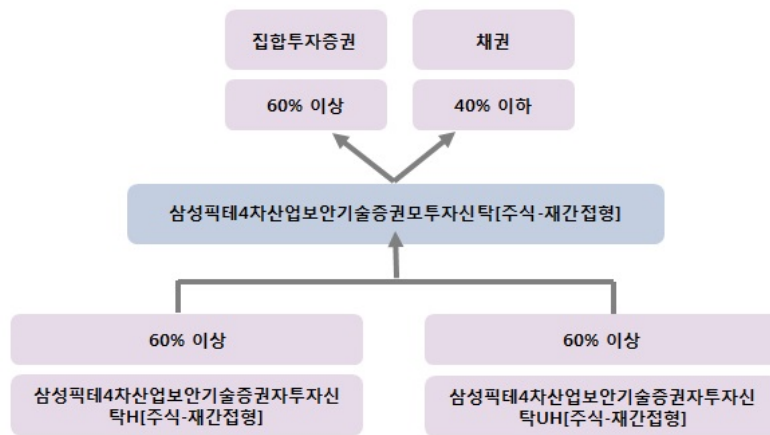 집합투자증권
채권
60% 이상
40% 이하
삼성픽테4차산업보안기술증권모투자신탁[주식-재간접형]
60% 이상
60% 이상
삼성픽테4차산업보안기술증권자투자신
탁H[주식-재간접형]
삼성픽테4차산업보안기술증권자투자신
탁UH[주식-재간접형]